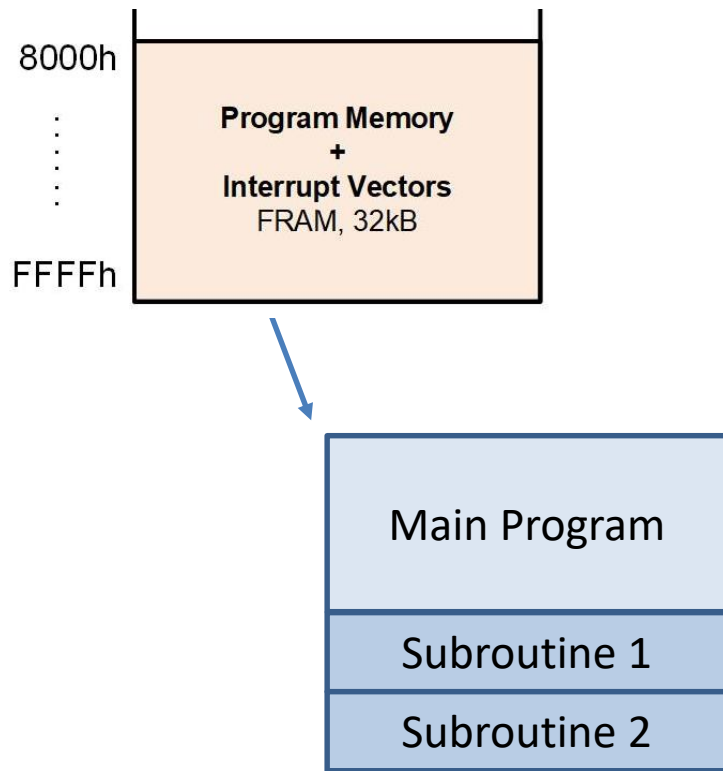 8000h
Program Memory
+
Interrupt Vectors
FRAM, 32kB
FFFFh
Main Program
Subroutine 1
Subroutine 2